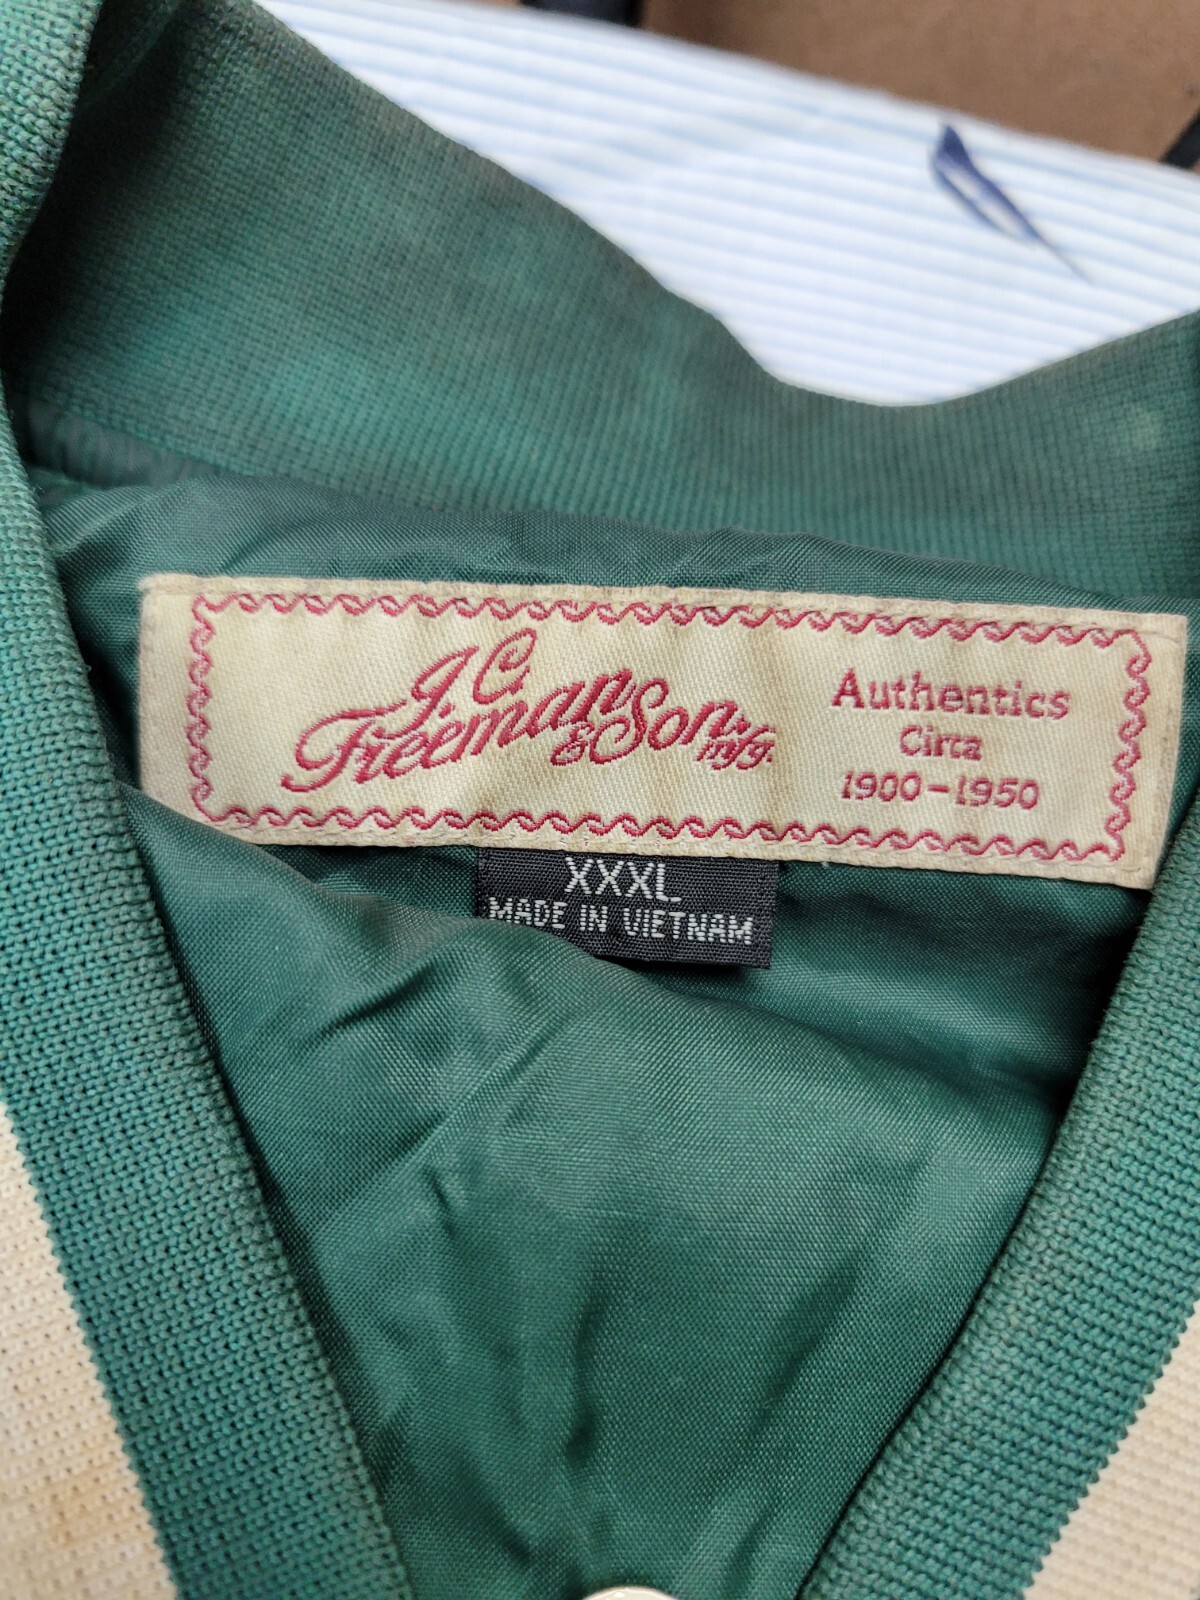 J.C.
Freeman & Son. mfg.
Authentics
Circa
1900-1950
XXXL
MADE IN VIETNAM